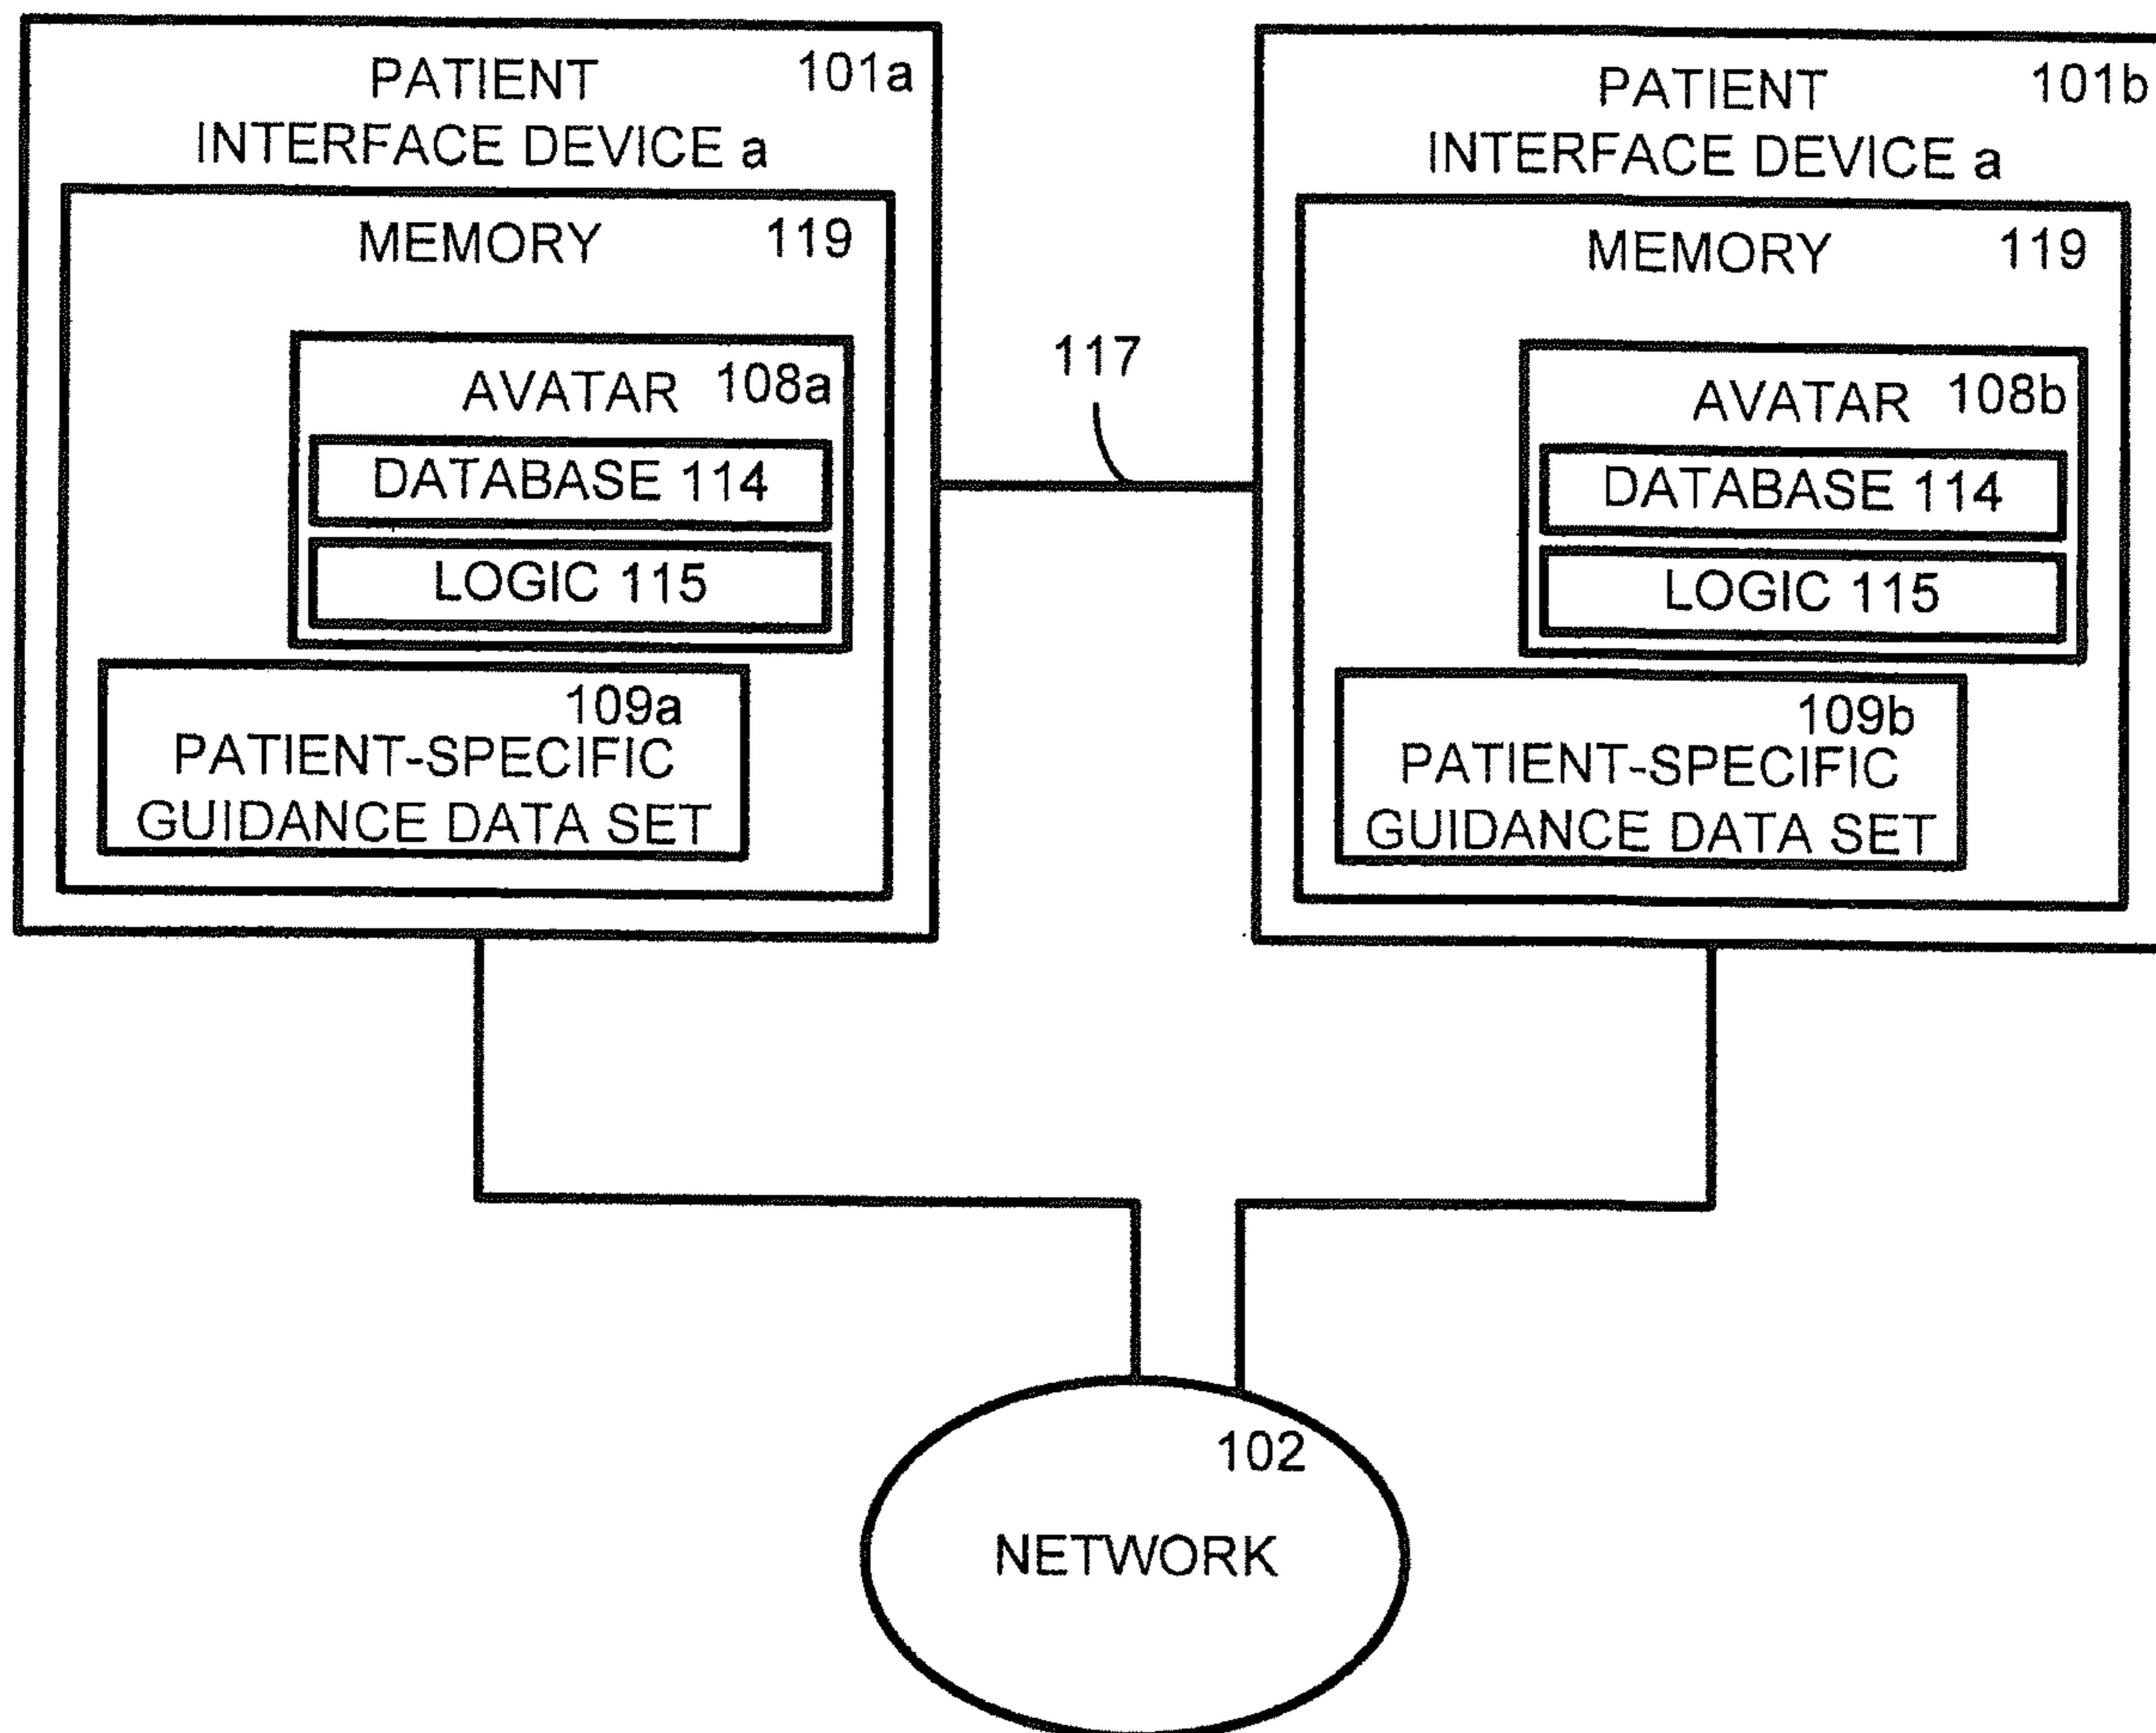 PATIENT 101a
INTERFACE DEVICE a
MEMORY 119
AVATAR 108a
DATABASE 114
LOGIC 115
109a
PATIENT-SPECIFIC
GUIDANCE DATA SET
117
PATIENT 101b
INTERFACE DEVICE a
MEMORY 119
AVATAR 108b
DATABASE 114
LOGIC 115
109b
PATIENT-SPECIFIC
GUIDANCE DATA SET
102
NETWORK